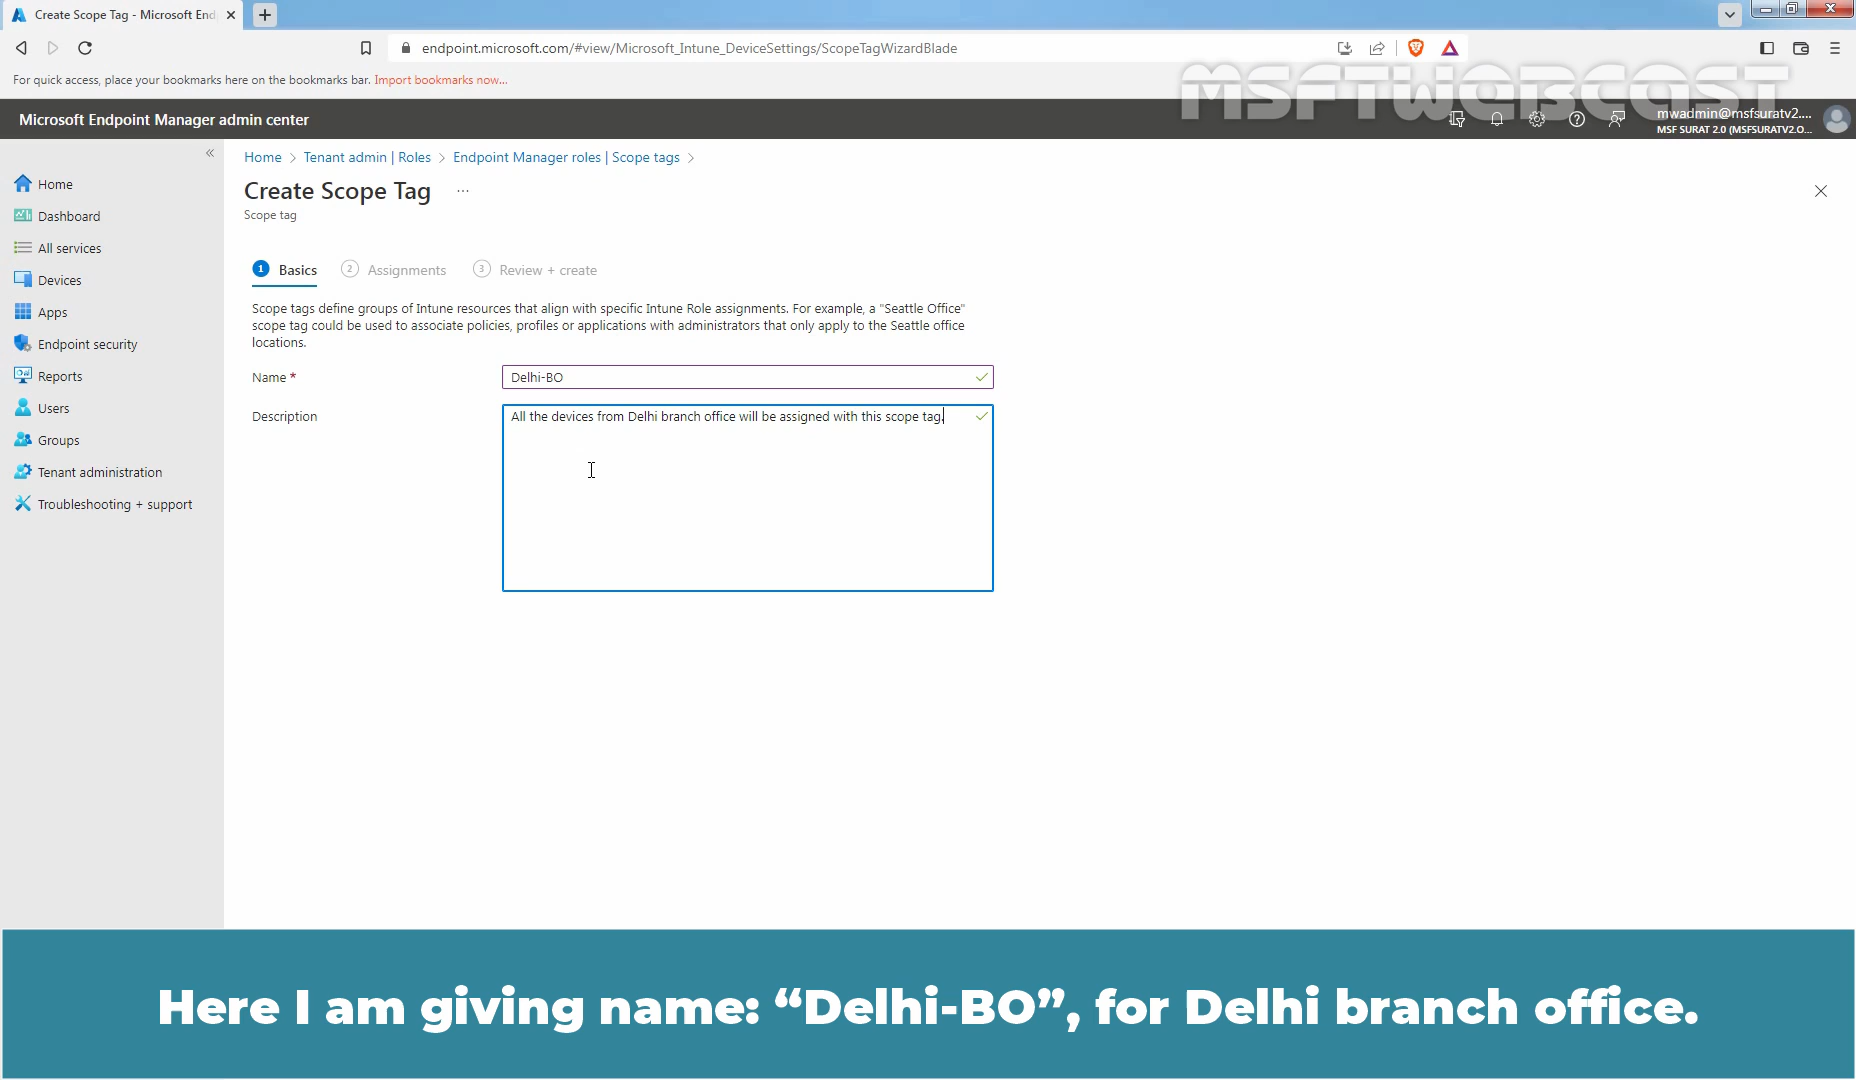 Create Scope Tag - Microsoft End
endpoint.microsoft.com/#view/Microsoft_Intune_DeviceSettings/ScopeTagWizardBlade
For quick access, place your bookmarks here on the bookmarks bar. Import bookmarks now...
MSFTWEBCAST
Microsoft Endpoint Manager admin center
mwadmin@msfsuratv2....
MSF SURAT 2.0 (MSFSURATV2.O...
Home
Dashboard
All services
Devices
Apps
Endpoint security
Reports
Users
Groups
Tenant administration
Troubleshooting + support
Home > Tenant admin | Roles > Endpoint Manager roles | Scope tags >
Create Scope Tag ...
Scope tag
1 Basics 2 Assignments 3 Review + create
Scope tags define groups of Intune resources that align with specific Intune Role assignments. For example, a "Seattle Office"
scope tag could be used to associate policies, profiles or applications with administrators that only apply to the Seattle office
locations.
Name * Delhi-BO
Description All the devices from Delhi branch office will be assigned with this scope tag.
Here I am giving name: “Delhi-BO”, for Delhi branch office.